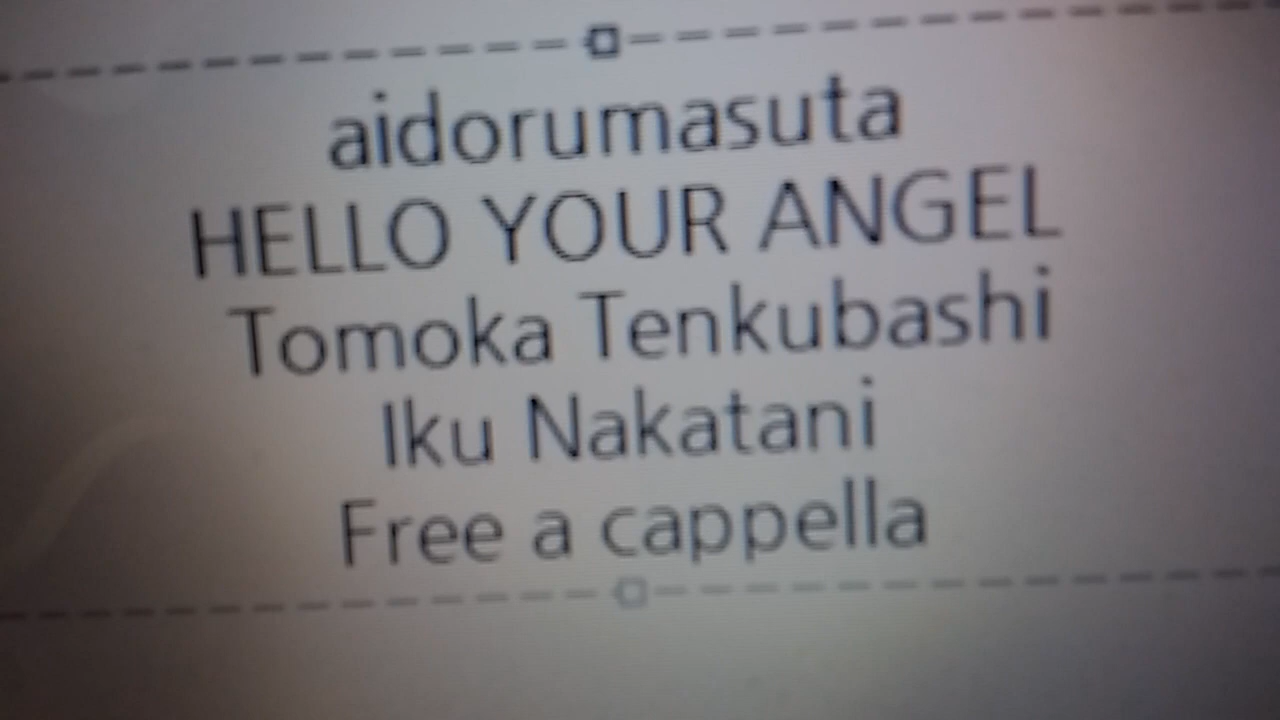 aidorumasuta
HELLO YOUR ANGEL
Tomoka Tenkubashi
Iku Nakatani
Free a cappella